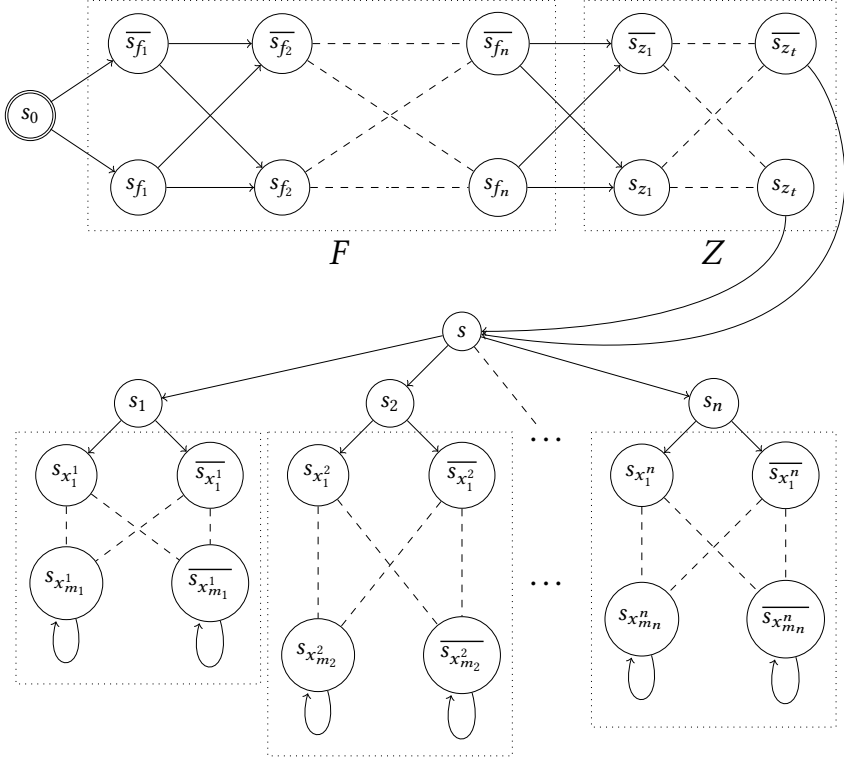 $\overline{s_{f_1}}$ $\overline{s_{f_2}}$ $\overline{s_{f_n}}$ $\overline{s_{z_1}}$ $\overline{s_{z_t}}$
$s_0$
$s_{f_1}$ $s_{f_2}$ $s_{f_n}$ $s_{z_1}$ $s_{z_t}$
$F$ $Z$
$s$
$s_1$ $s_2$ $s_n$
...
$s_{x_1^1}$ $\overline{s_{x_1^1}}$ $s_{x_1^2}$ $\overline{s_{x_1^2}}$ $s_{x_1^n}$ $\overline{s_{x_1^n}}$
$s_{x_{m_1}^1}$ $\overline{s_{x_{m_1}^1}}$ ...
$s_{x_{m_n}^n}$ $\overline{s_{x_{m_n}^n}}$
$s_{x_{m_2}^2}$ $\overline{s_{x_{m_2}^2}}$